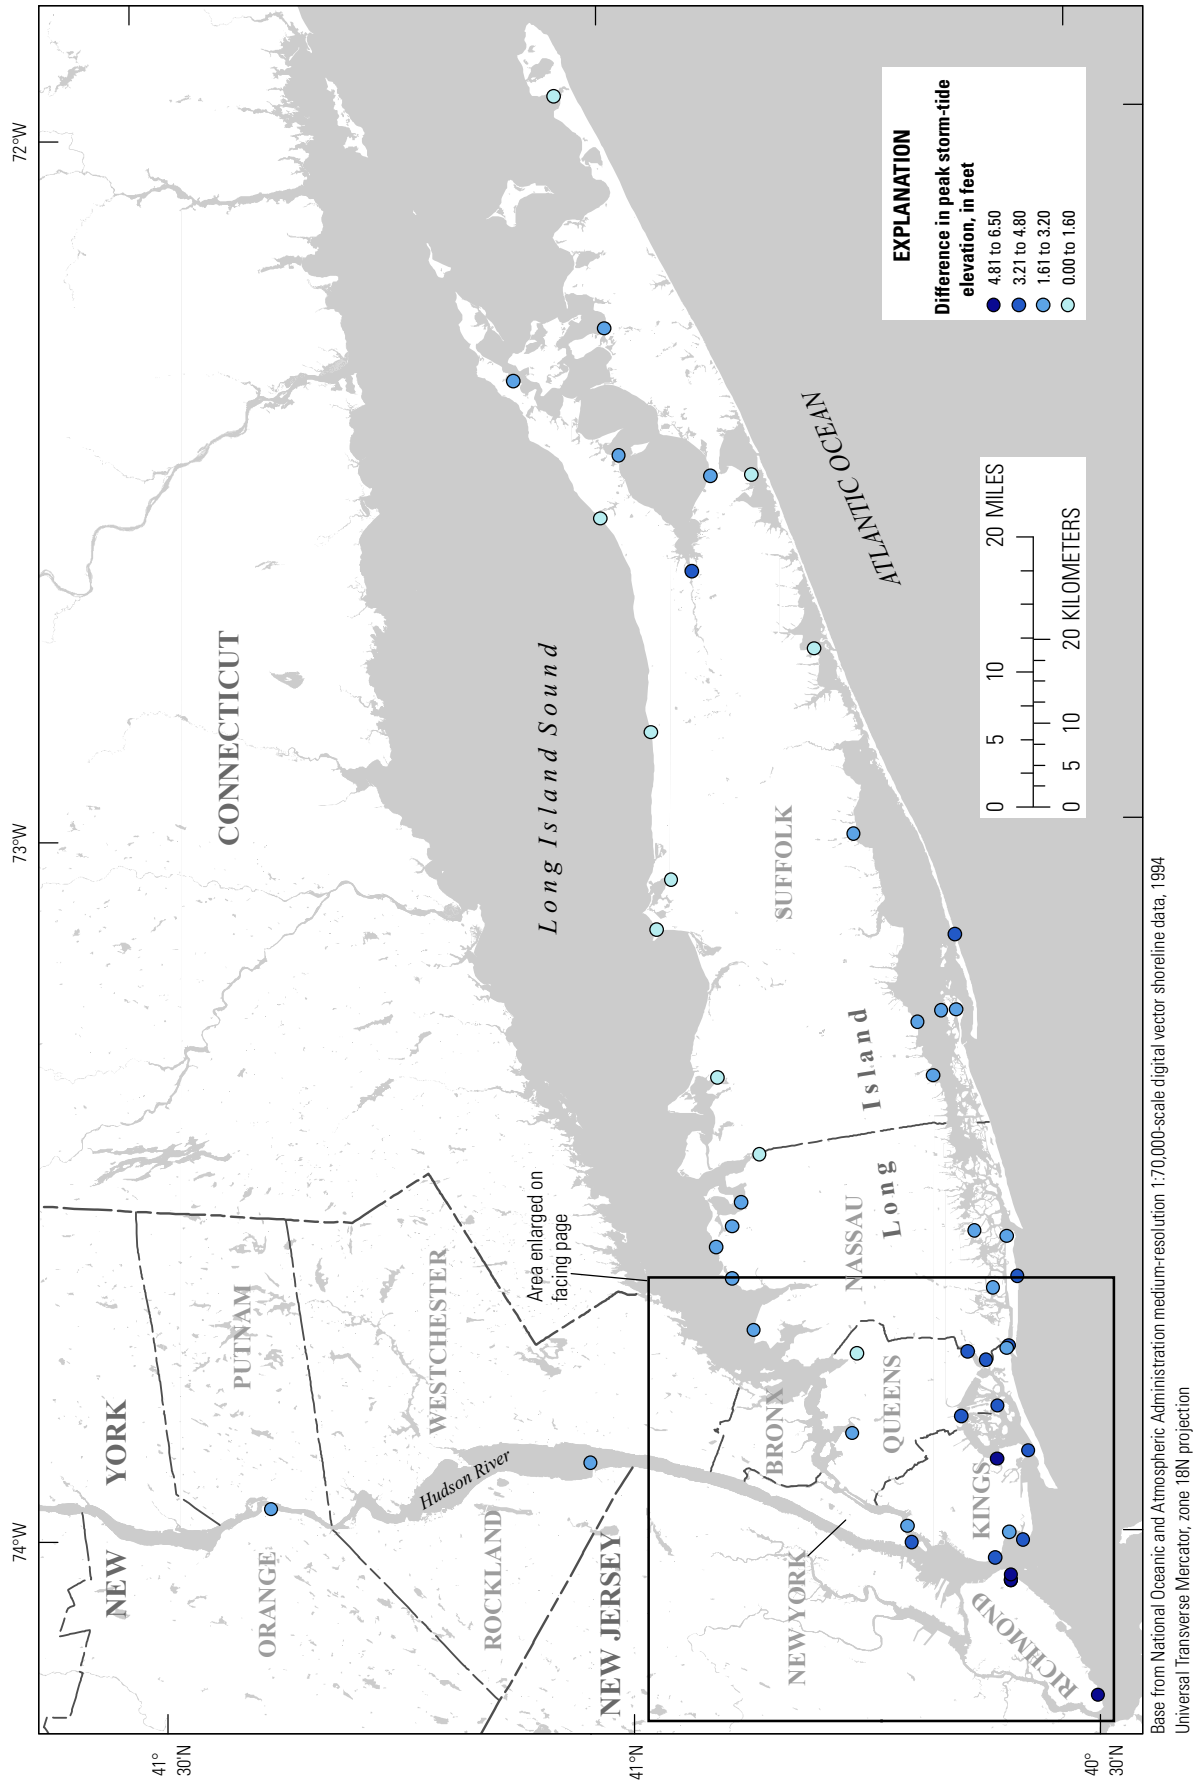 72°W
73°W
74°W
41°
30'N
41°N
40°
30'N
CONNECTICUT
Long Island Sound
ATLANTIC OCEAN
SUFFOLK
Long Island
NASSAU
QUEENS
BRONX
KINGS
RICHMOND
NEW YORK
NEW JERSEY
ROCKLAND
ORANGE
Hudson River
WESTCHESTER
PUTNAM
NEW YORK
Area enlarged on
facing page
EXPLANATION
Difference in peak storm-tide
elevation, in feet
4.81 to 6.50
3.21 to 4.80
1.61 to 3.20
0.00 to 1.60
0 5 10 20 MILES
0 5 10 20 KILOMETERS
Base from National Oceanic and Atmospheric Administration medium-resolution 1:70,000-scale digital vector shoreline data, 1994
Universal Transverse Mercator, zone 18N projection